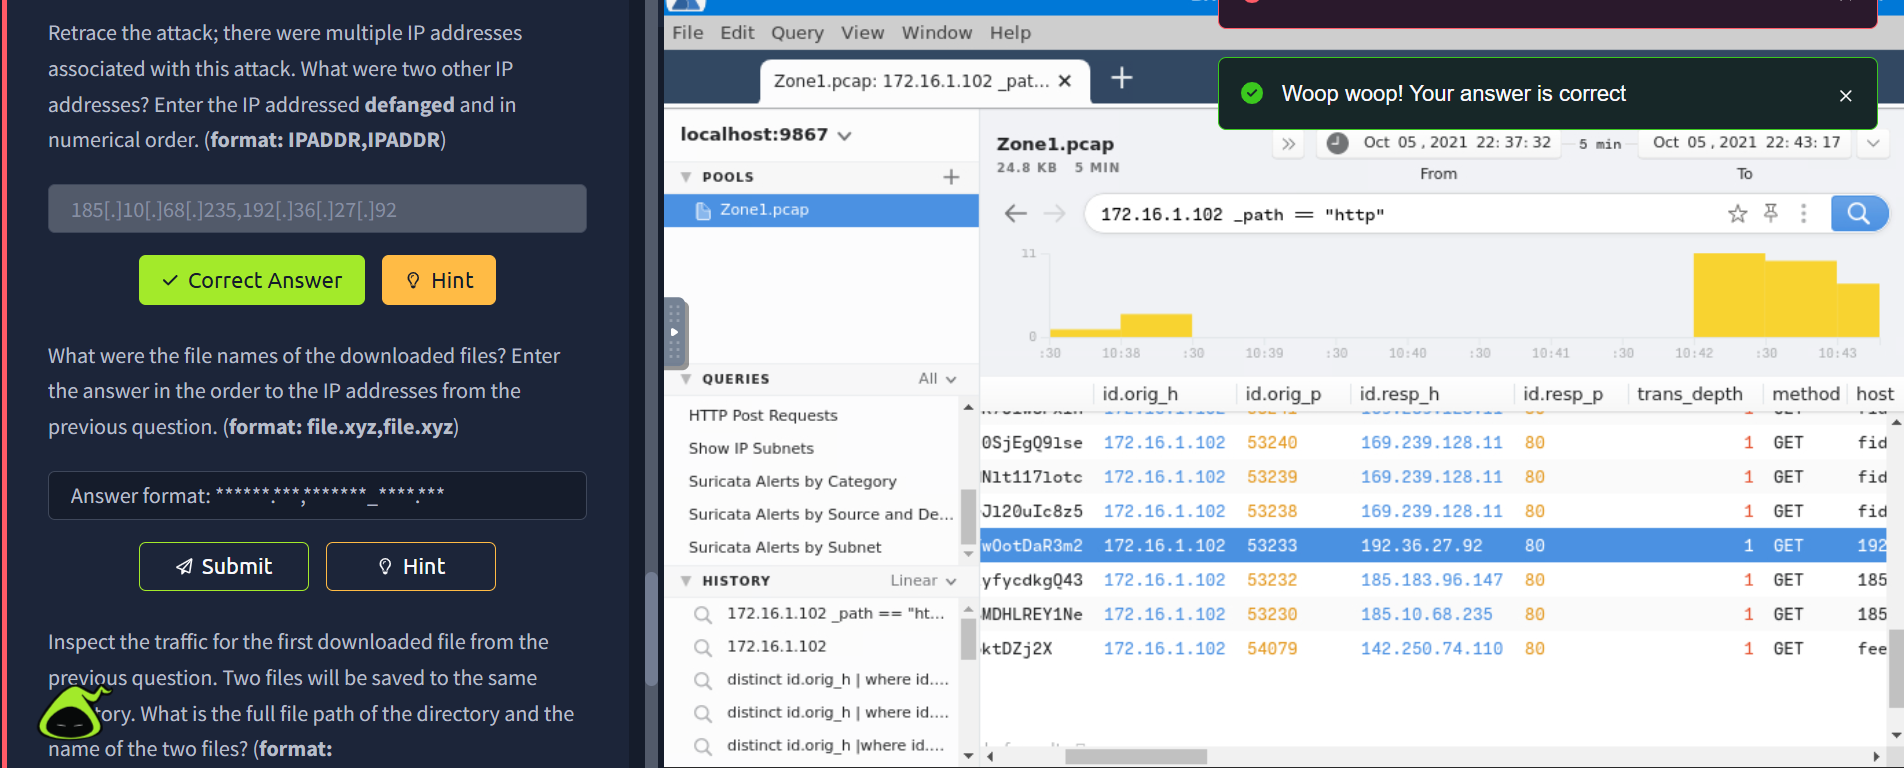 Retrace the attack; there were multiple IP addresses
associated with this attack. What were two other IP
addresses? Enter the IP addressed defanged and in
numerical order. (format: IPADDR,IPADDR)
185[.]10[.]68[.]235,192[.]36[.]27[.]92
Correct Answer
Hint
What were the file names of the downloaded files? Enter
the answer in the order to the IP addresses from the
previous question. (format: file.xyz,file.xyz)
Answer format: ******.***,*******_****.***
Submit
Hint
Inspect the traffic for the first downloaded file from the
previous question. Two files will be saved to the same
What is the full file path of the directory and the
name of the two files? (format:
File Edit Query View Window Help
Zone1.pcap: 172.16.1.102 _pat...
Woop woop! Your answer is correct
localhost:9867
POOLS
Zone1.pcap
QUERIES All
HTTP Post Requests
Show IP Subnets
Suricata Alerts by Category
Suricata Alerts by Source and De...
Suricata Alerts by Subnet
HISTORY Linear
172.16.1.102 _path == "ht...
172.16.1.102
distinct id.orig_h | where id....
distinct id.orig_h | where id....
distinct id.orig_h |where id....
Zone1.pcap
24.8 KB 5 MIN
Oct 05, 2021 22:37:32 5 min Oct 05, 2021 22:43:17
From To
172.16.1.102 _path == "http"
11
0
:30 10:38 :30 10:39 :30 10:40 :30 10:41 :30 10:42 :30 10:43
id.orig_h id.orig_p id.resp_h id.resp_p trans_depth method host
0SjEgQ9lse 172.16.1.102 53240 169.239.128.11 80 1 GET fid
Nlt117lotc 172.16.1.102 53239 169.239.128.11 80 1 GET fid
Jl20uIc8z5 172.16.1.102 53238 169.239.128.11 80 1 GET fid
wOotDaR3m2 172.16.1.102 53233 192.36.27.92 80 1 GET 192
yfycdkgQ43 172.16.1.102 53232 185.183.96.147 80 1 GET 185
MDHLREY1Ne 172.16.1.102 53230 185.10.68.235 80 1 GET 185
ktDZj2X 172.16.1.102 54079 142.250.74.110 80 1 GET fee